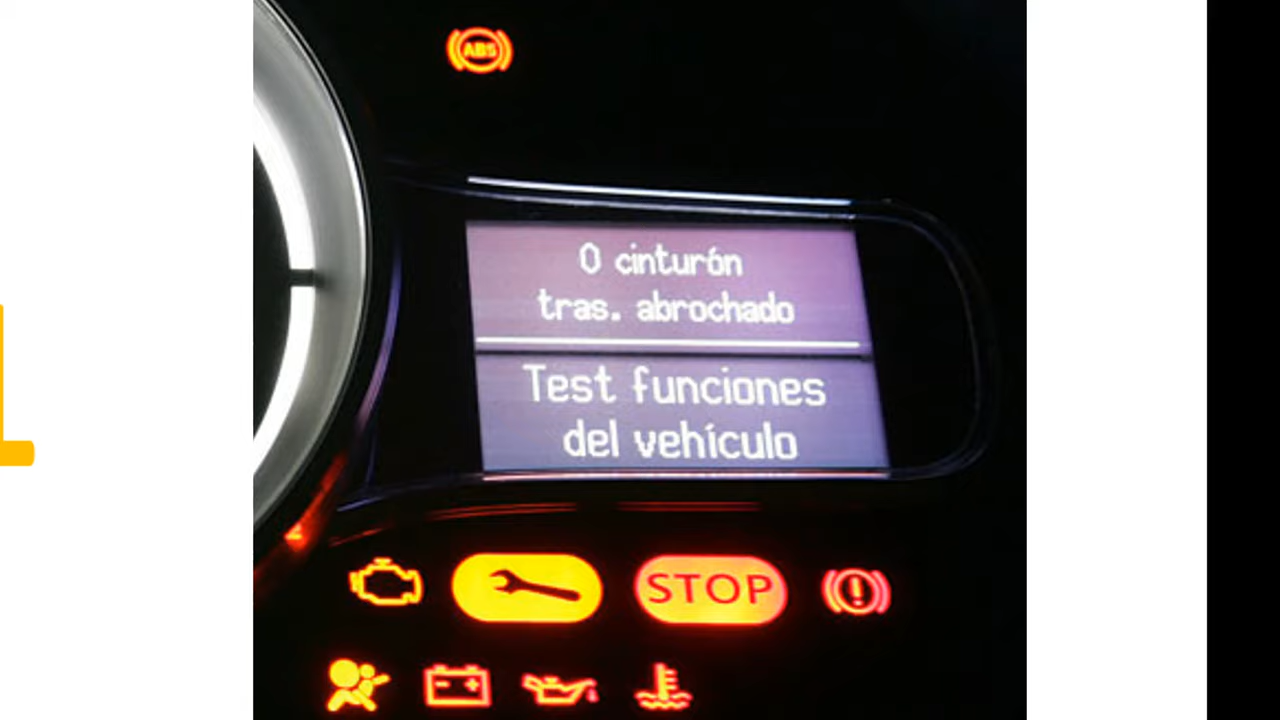 ABS
0 cinturón
tras. abrochado
Test funciones
del vehículo
STOP